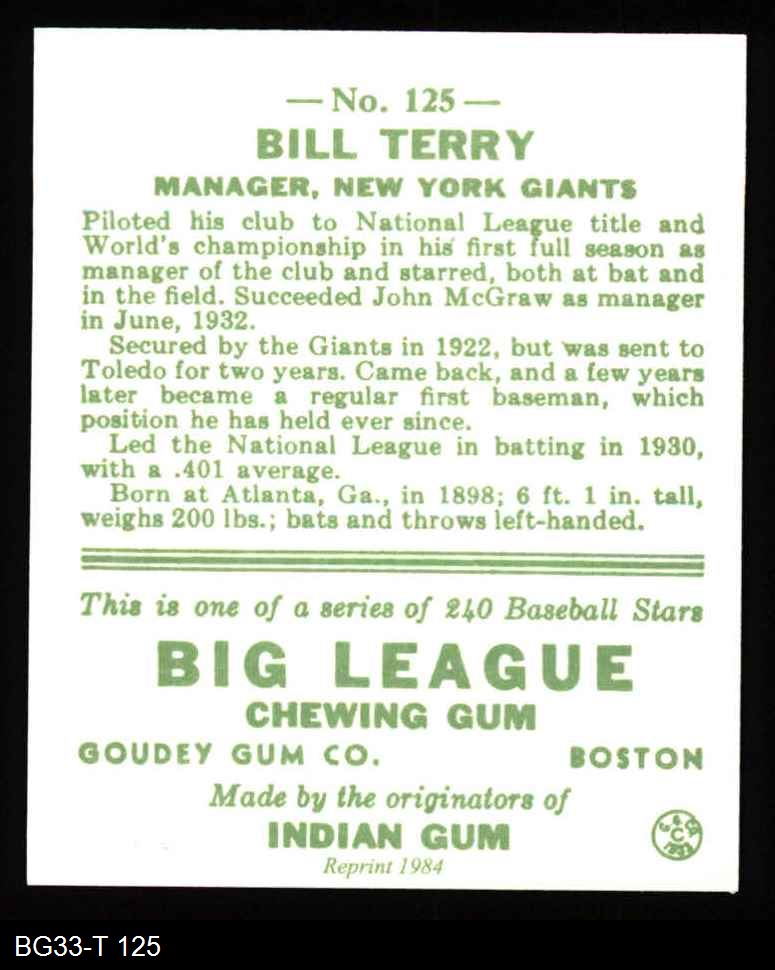 — No. 125 —
BILL TERRY
MANAGER, NEW YORK GIANTS
Piloted his club to National League title and
World's championship in his first full season as
manager of the club and starred, both at bat and
in the field. Succeeded John McGraw as manager
in June, 1932.
Secured by the Giants in 1922, but was sent to
Toledo for two years. Came back, and a few years
later became a regular first baseman, which
position he has held ever since.
Led the National League in batting in 1930,
with a .401 average.
Born at Atlanta, Ga., in 1898; 6 ft. 1 in. tall,
weighs 200 lbs.; bats and throws left-handed.
This is one of a series of 240 Baseball Stars
BIG LEAGUE
CHEWING GUM
GOUDEY GUM CO. BOSTON
Made by the originators of
INDIAN GUM
Reprint 1984
BG33-T 125